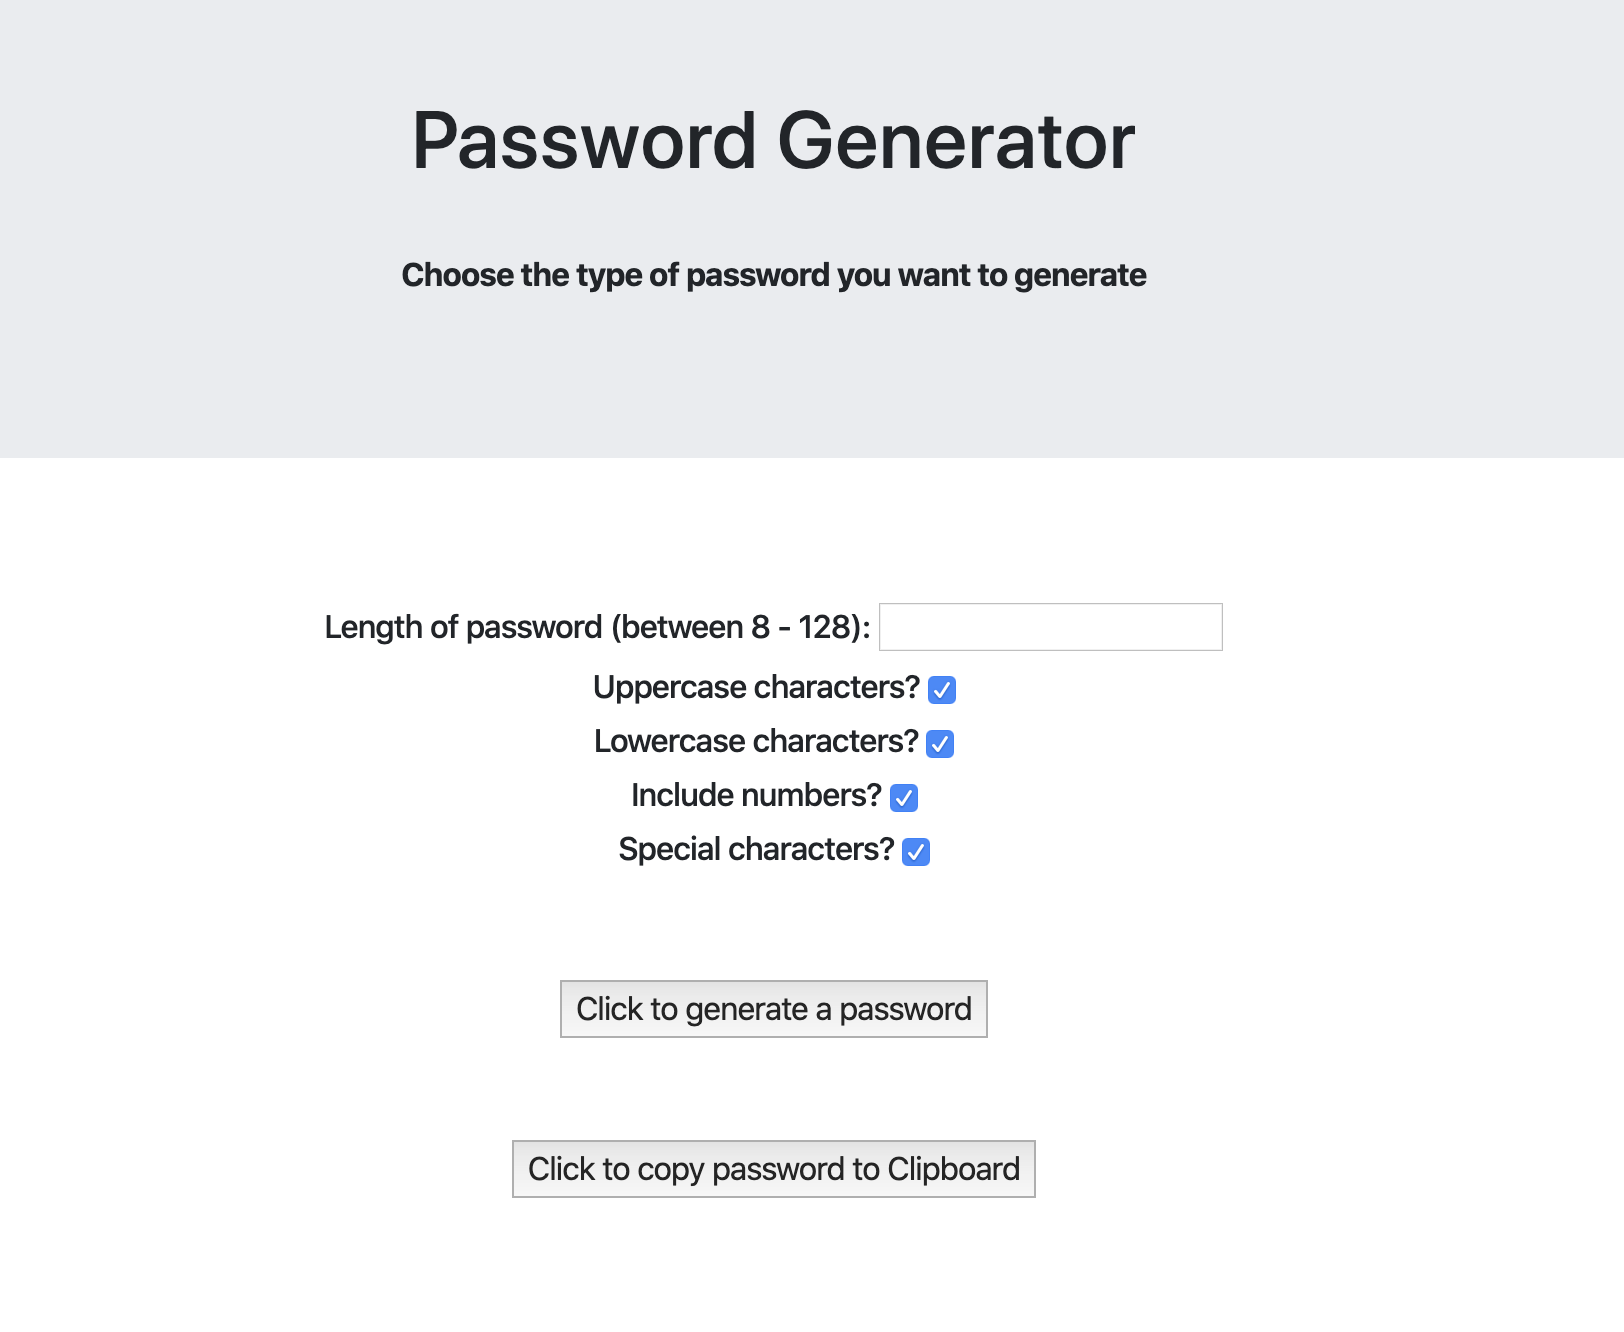 Password Generator
Choose the type of password you want to generate
Length of password (between 8 - 128):
Uppercase characters?
Lowercase characters?
Include numbers?
Special characters?
Click to generate a password
Click to copy password to Clipboard